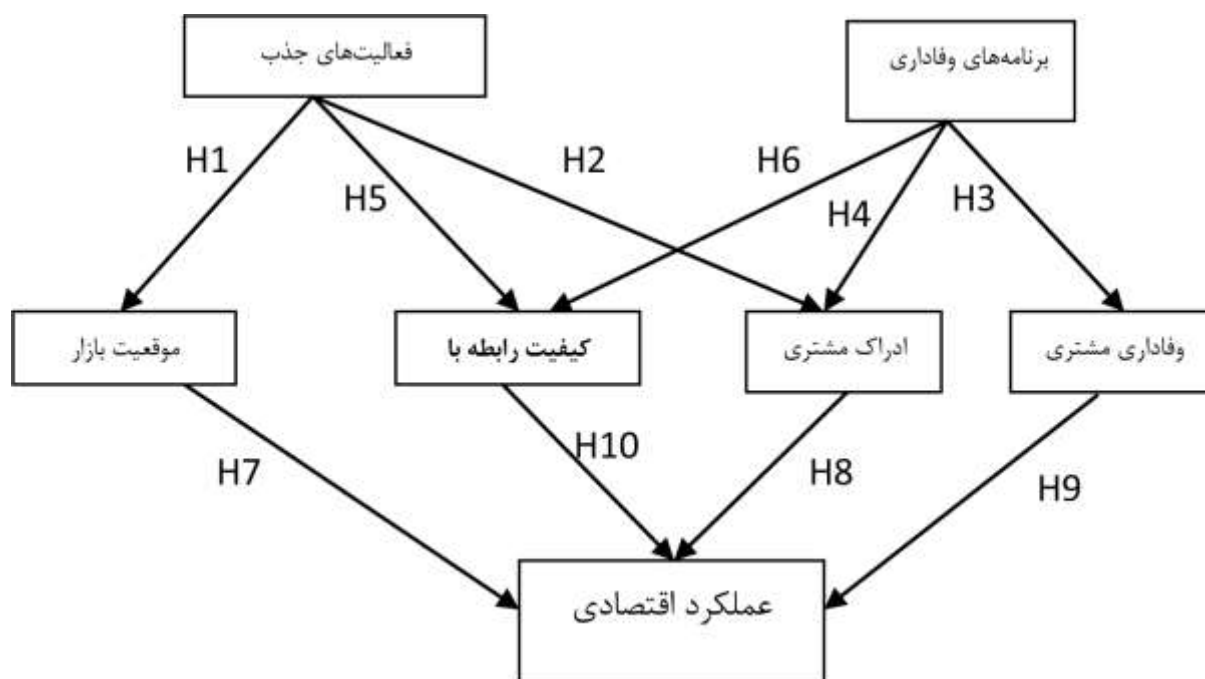 فعالیت‌های جذب
برنامه‌های وفاداری
H1
H5
H2
H6
H4
H3
موقعیت بازار
کیفیت رابطه با
ادراک مشتری
وفاداری مشتری
H7
H10
H8
H9
عملکرد اقتصادی